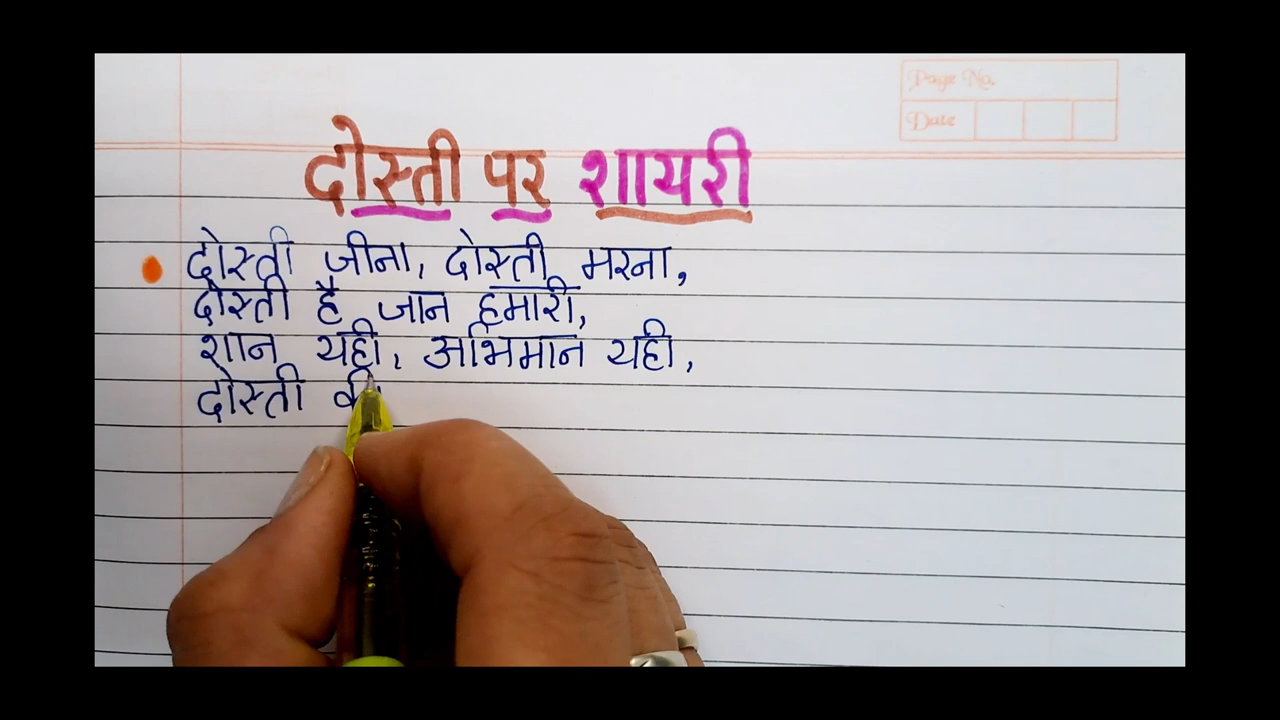 Page No.
Date
दोस्ती पर शायरी
दोस्ती जीना, दोस्ती मरना,
दोस्ती है जान हमारी,
शान यही, अभिमान यही,
दोस्ती